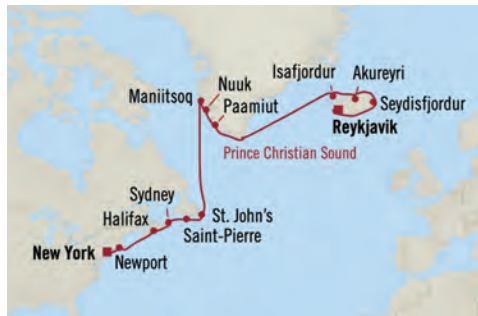 Isafjordur
Akureyri
Nuuk
Maniitsoq
Paamiut
Seydisfjordur
Reykjavik
Prince Christian Sound
Sydney
Halifax
St. John's
Saint-Pierre
New York
Newport